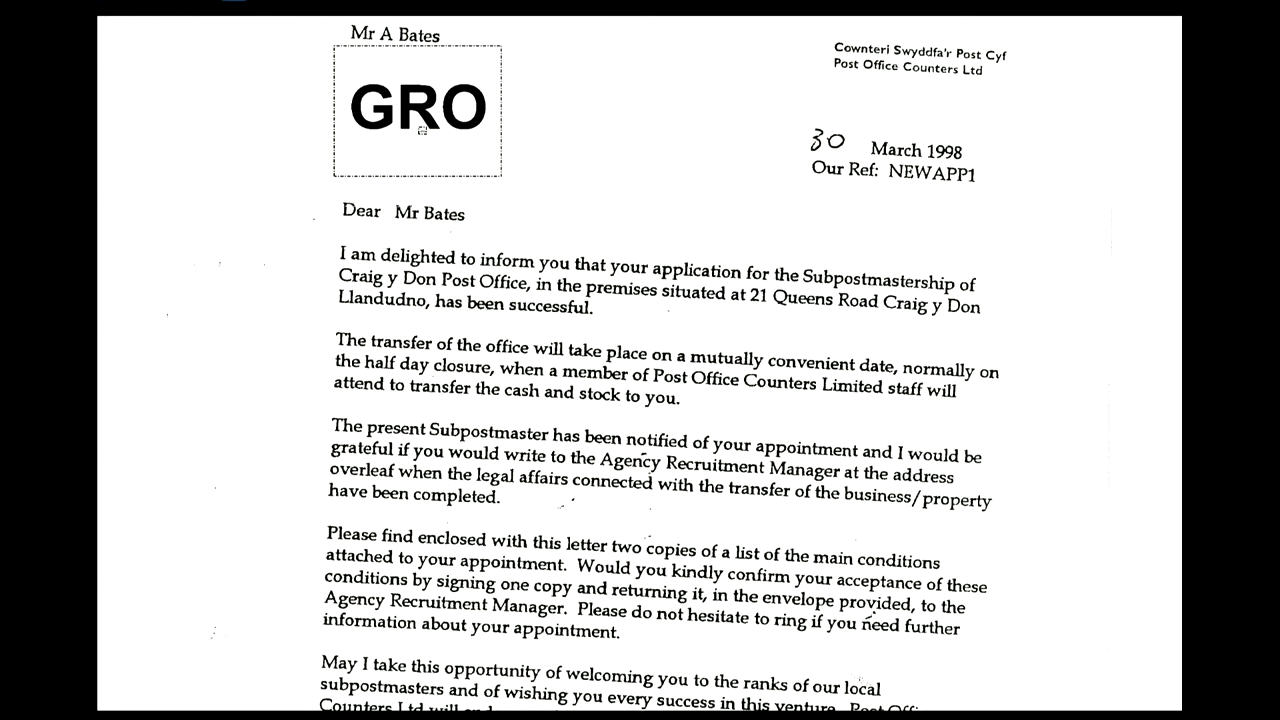 Mr A Bates
GRO
Cownteri Swyddfa'r Post Cyf
Post Office Counters Ltd
30 March 1998
Our Ref: NEWAPP1
Dear Mr Bates
I am delighted to inform you that your application for the Subpostmastership of
Craig y Don Post Office, in the premises situated at 21 Queens Road Craig y Don
Llandudno, has been successful.
The transfer of the office will take place on a mutually convenient date, normally on
the half day closure, when a member of Post Office Counters Limited staff will
attend to transfer the cash and stock to you.
The present Subpostmaster has been notified of your appointment and I would be
grateful if you would write to the Agency Recruitment Manager at the address
overleaf when the legal affairs connected with the transfer of the business/property
have been completed.
Please find enclosed with this letter two copies of a list of the main conditions
attached to your appointment. Would you kindly confirm your acceptance of these
conditions by signing one copy and returning it, in the envelope provided, to the
Agency Recruitment Manager. Please do not hesitate to ring if you need further
information about your appointment.
May I take this opportunity of welcoming you to the ranks of our local
subpostmasters and of wishing you every success in this venture. Post
Counters Ltd will